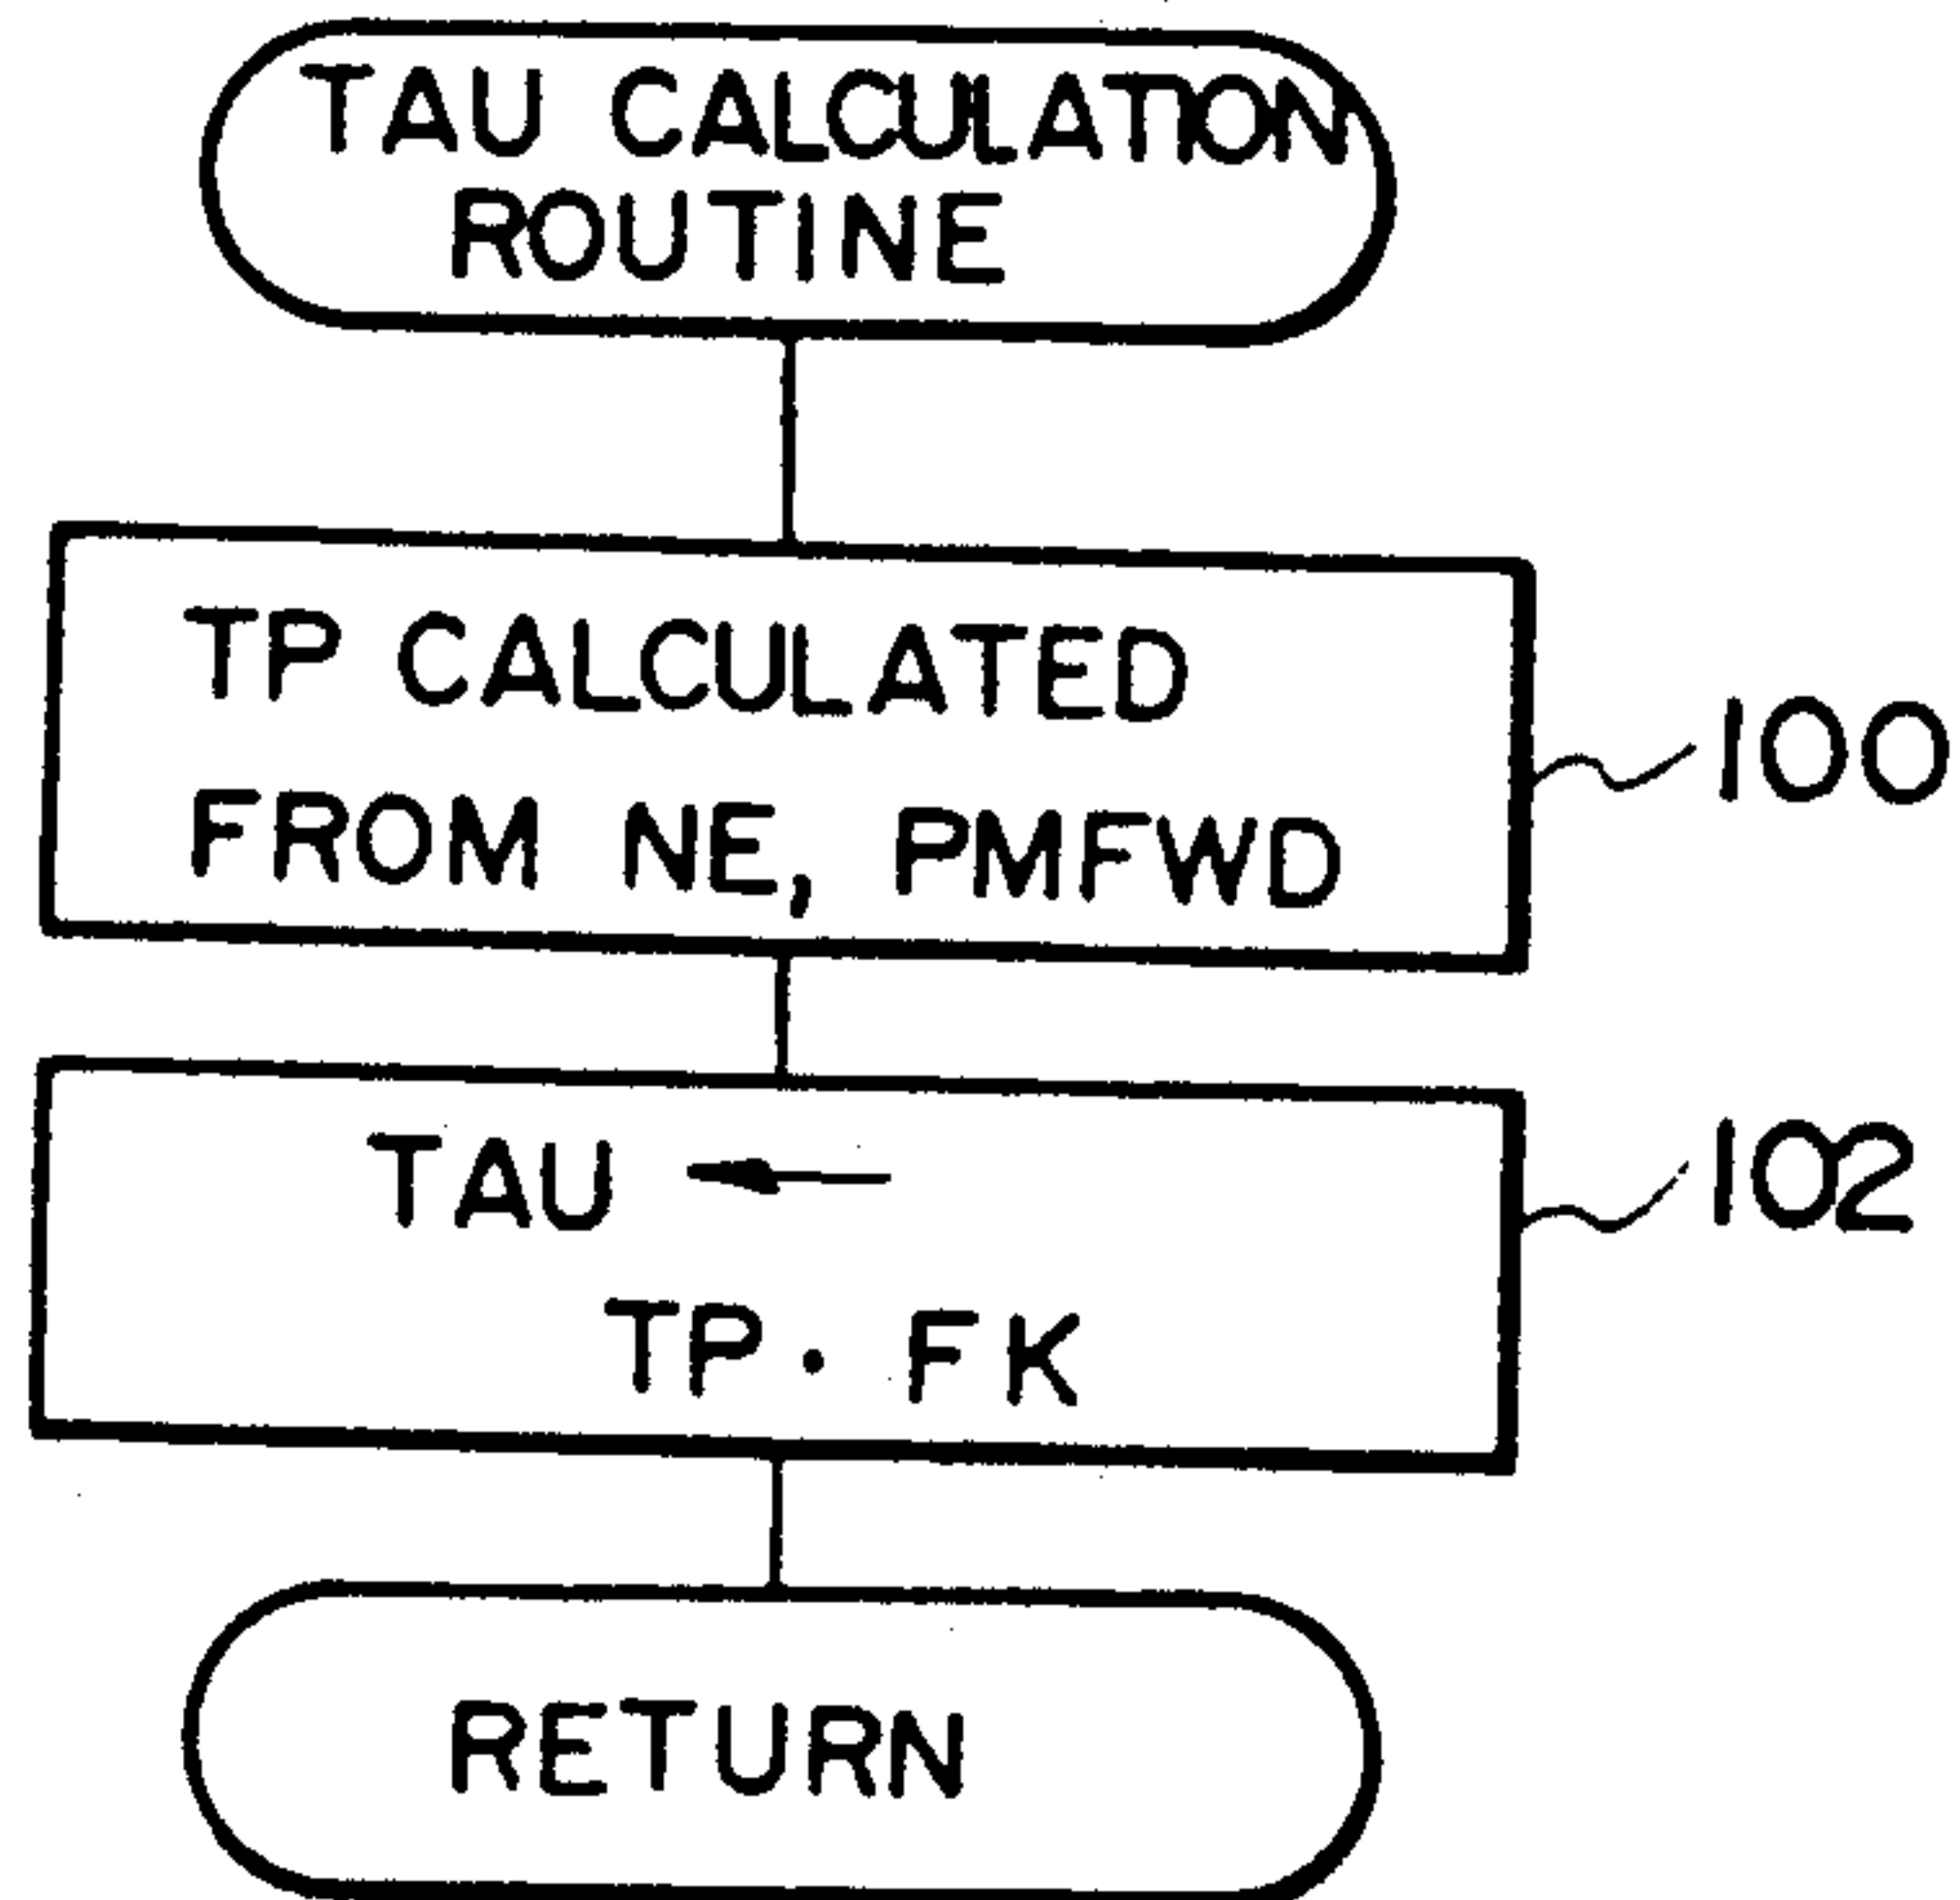 TAU CALCULATION
ROUTINE
TP CALCULATED
FROM NE, PMFWD
100
TAU ←
TP · FK
102
RETURN